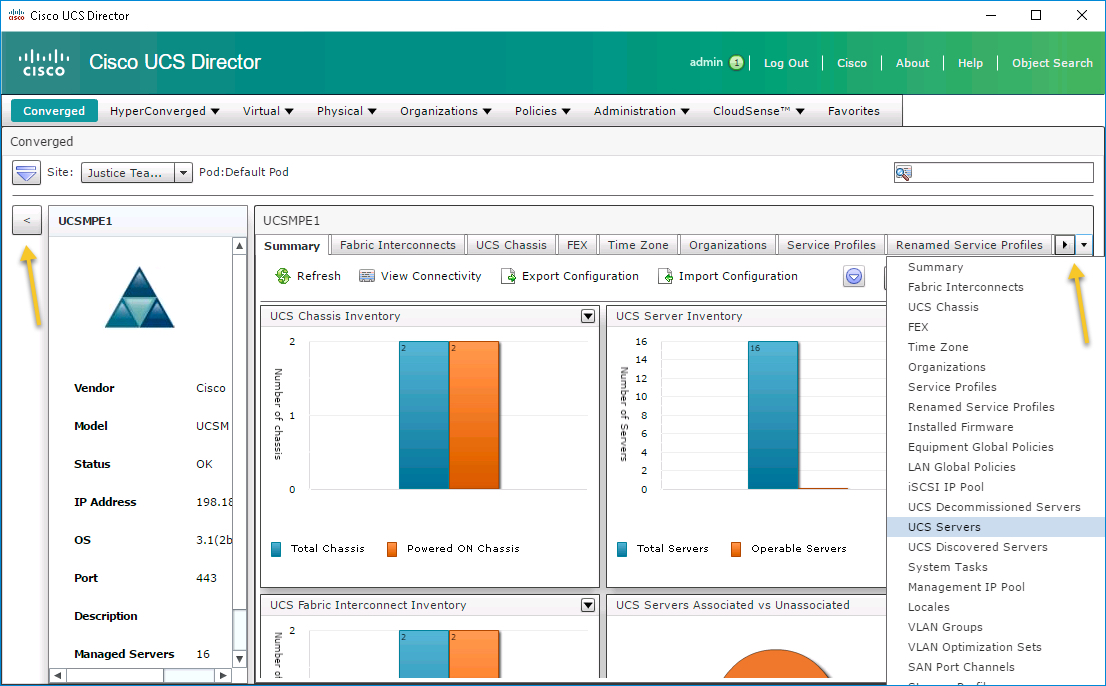 Cisco UCS Director
CISCO
Cisco UCS Director
admin 1 Log Out Cisco About Help Object Search
Converged HyperConverged Virtual Physical Organizations Policies Administration CloudSense™ Favorites
Converged
Site: Justice Tea... Pod:Default Pod
<
UCSMPE1
Vendor Cisco
Model UCSM
Status OK
IP Address 198.18
OS 3.1(2b
Port 443
Description
Managed Servers 16
UCSMPE1
Summary Fabric Interconnects UCS Chassis FEX Time Zone Organizations Service Profiles Renamed Service Profiles
Refresh View Connectivity Export Configuration Import Configuration
UCS Chassis Inventory
Number of chassis
2
1
0
2 2
Total Chassis Powered ON Chassis
UCS Server Inventory
Number of Servers
16
14
12
10
8
6
4
2
0
16
Total Servers Operable Servers
UCS Fabric Interconnect Inventory
2
2 2
UCS Servers Associated vs Unassociated
Summary
Fabric Interconnects
UCS Chassis
FEX
Time Zone
Organizations
Service Profiles
Renamed Service Profiles
Installed Firmware
Equipment Global Policies
LAN Global Policies
iSCSI IP Pool
UCS Decommissioned Servers
UCS Servers
UCS Discovered Servers
System Tasks
Management IP Pool
Locales
VLAN Groups
VLAN Optimization Sets
SAN Port Channels